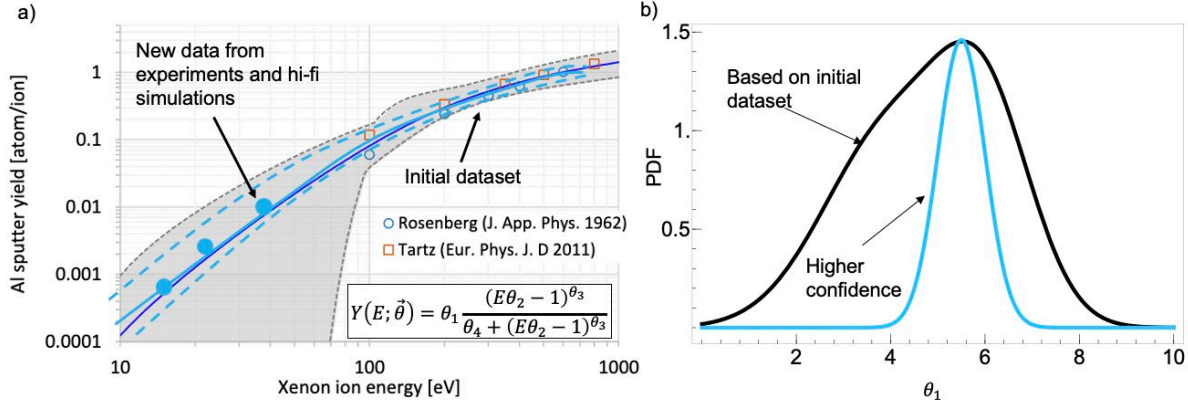 a)
New data from
experiments and hi-fi
simulations
Al sputter yield [atom/ion]
1
0.1
0.01
0.001
0.0001
Initial dataset
Rosenberg (J. App. Phys. 1962)
Tartz (Eur. Phys. J. D 2011)
Y(E; θ⃗) = θ₁ (Eθ₂ − 1)^θ₃ / θ₄ + (Eθ₂ − 1)^θ₃
10 100 1000
Xenon ion energy [eV]
b)
1.5
1.
0.5
PDF
Based on initial
dataset
Higher
confidence
2 4 6 8 10
θ₁